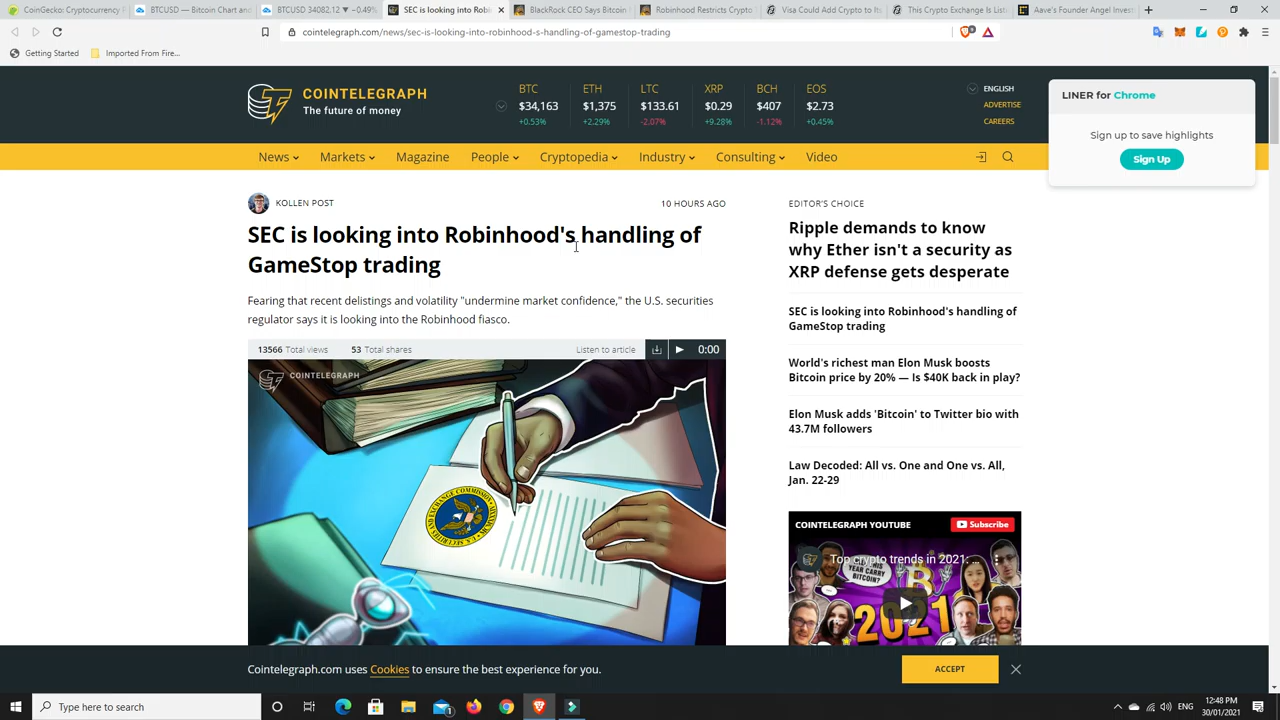 CoinGecko: Cryptocurrency P
BTCUSD — Bitcoin Chart and
BTCUSD 34082.12 ▼ −0.49%
SEC is looking into Robin
BlackRock CEO Says Bitcoin
Robinhood Restricts Crypto
Visa Could Add Crypto to Its
This Crypto Exchange Is List
Aave's Founder Angel Invest
cointelegraph.com/news/sec-is-looking-into-robinhood-s-handling-of-gamestop-trading
Getting Started
Imported From Fire...
COINTELEGRAPH
The future of money
BTC ETH LTC XRP BCH EOS
$34,163 $1,375 $133.61 $0.29 $407 $2.73
+0.53% +2.29% -2.07% +9.28% -1.12% +0.45%
ENGLISH
ADVERTISE
CAREERS
LINER for Chrome
Sign up to save highlights
Sign Up
News Markets Magazine People Cryptopedia Industry Consulting Video
KOLLEN POST
10 HOURS AGO
SEC is looking into Robinhood's handling of
GameStop trading
Fearing that recent delistings and volatility "undermine market confidence," the U.S. securities
regulator says it is looking into the Robinhood fiasco.
13566 Total views 53 Total shares
Listen to article
0:00
COINTELEGRAPH
EDITOR'S CHOICE
Ripple demands to know
why Ether isn't a security as
XRP defense gets desperate
SEC is looking into Robinhood's handling of
GameStop trading
World's richest man Elon Musk boosts
Bitcoin price by 20% — Is $40K back in play?
Elon Musk adds 'Bitcoin' to Twitter bio with
43.7M followers
Law Decoded: All vs. One and One vs. All,
Jan. 22-29
COINTELEGRAPH YOUTUBE
Subscribe
Top crypto trends in 2021: ...
2021
Cointelegraph.com uses Cookies to ensure the best experience for you.
ACCEPT
Type here to search
ENG
12:48 PM
30/01/2021